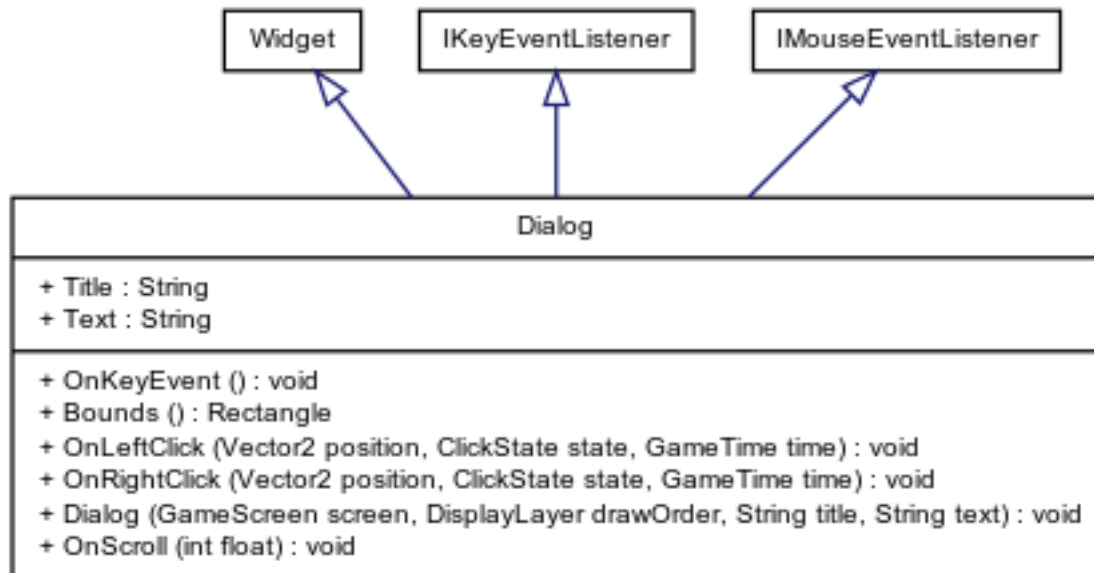 Widget
IKeyEventListener
IMouseEventListener
Dialog
+ Title : String
+ Text : String
+ OnKeyEvent () : void
+ Bounds () : Rectangle
+ OnLeftClick (Vector2 position, ClickState state, GameTime time) : void
+ OnRightClick (Vector2 position, ClickState state, GameTime time) : void
+ Dialog (GameScreen screen, DisplayLayer drawOrder, String title, String text) : void
+ OnScroll (int float) : void